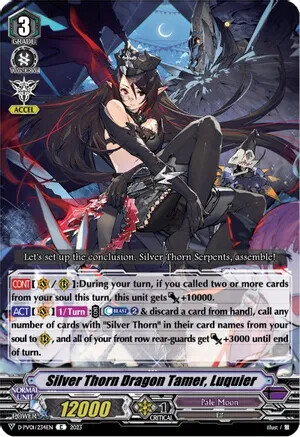 3
GRADE
ACCEL
Let's set up the conclusion. Silver Thorn Serpents, assemble!
CONT [ / ]:During your turn, if you called two or more cards
from your soul this turn, this unit gets +10000.
ACT [ / ] 1/Turn : [ BLAST 2 & discard a card from hand], call any
number of cards with "Silver Thorn" in their card names from your
soul to , and all of your front row rear-guards get +3000 until end
of turn.
Silver Thorn Dragon Tamer, Luquier
NORMAL
UNIT
Pale Moon
POWER
12000
1
CRITICAL
D-PV01/234EN C 2023
illust: